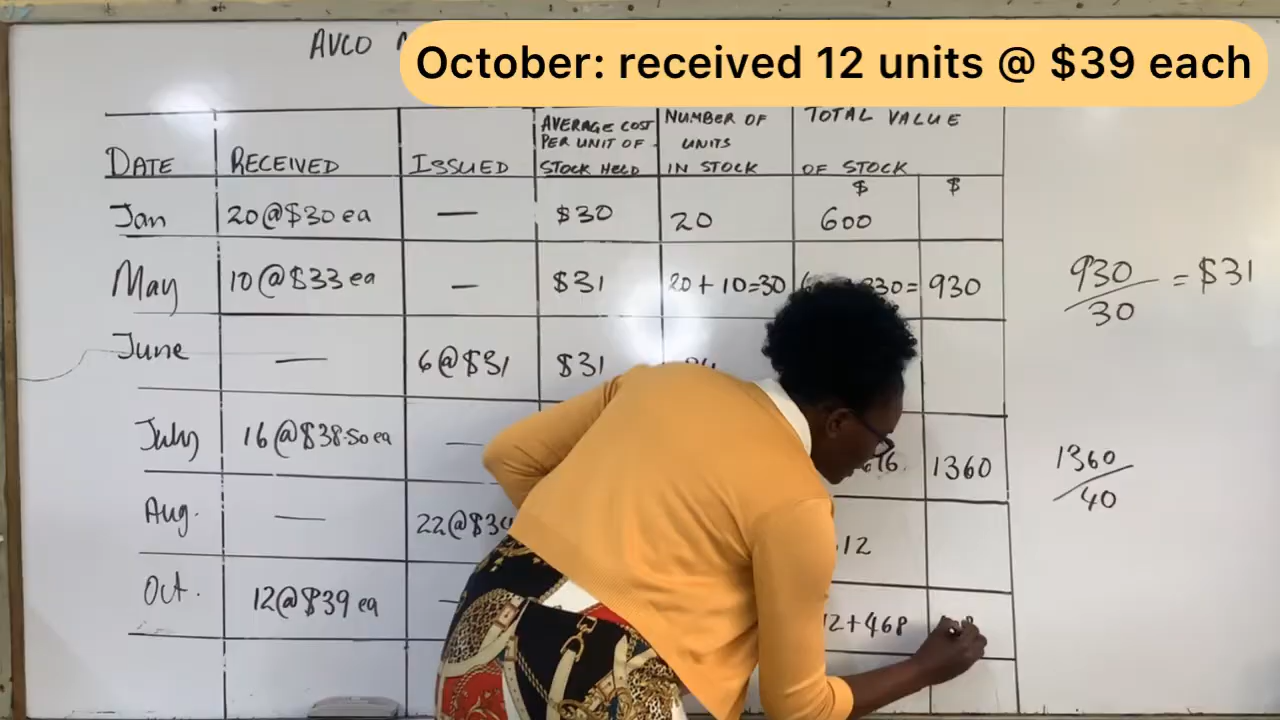 October: received 12 units @ $39 each
AVCO
DATE RECEIVED ISSUED AVERAGE COST PER UNIT OF STOCK HELD NUMBER OF UNITS IN STOCK TOTAL VALUE OF STOCK
$ $
Jan 20@$30 ea — $30 20 600
May 10@$33 ea — $31 20+10=30 930
June — 6@$31 $31
July 16@$38.50 ea — 1360
Aug. — 22@$
Oct. 12@$39 ea — 12+468
930/30 = $31
1360/40